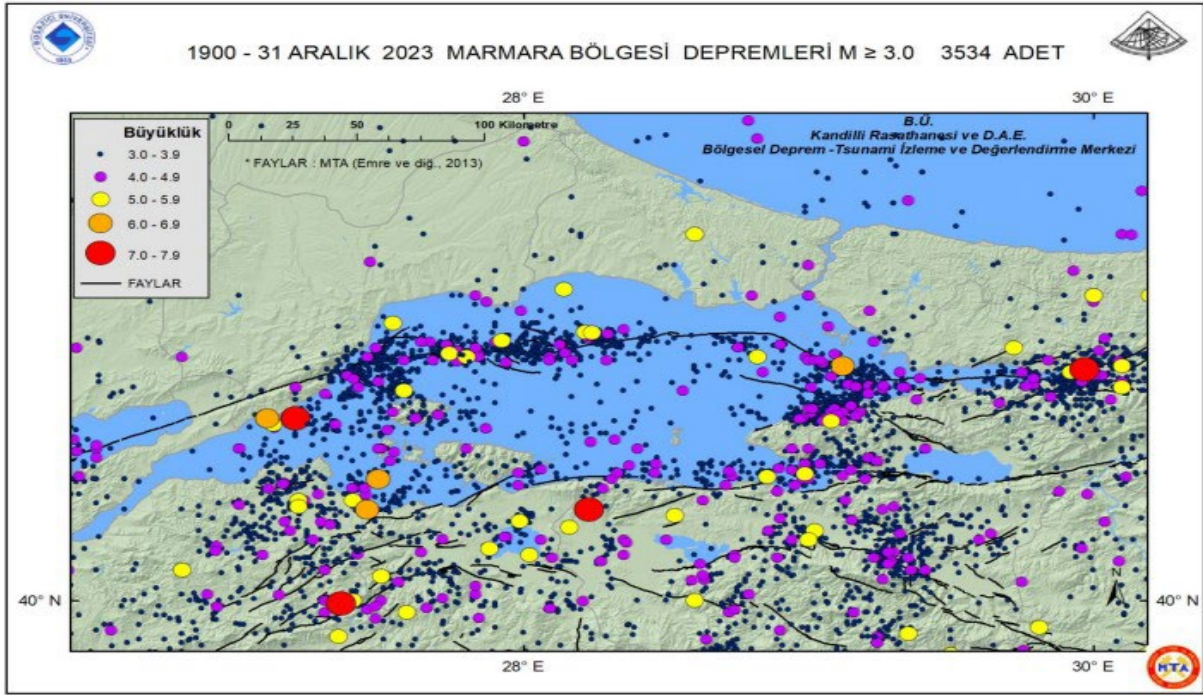 1900 - 31 ARALIK 2023 MARMARA BÖLGESİ DEPREMLERİ M ≥ 3.0 3534 ADET
28° E
30° E
Büyüklük
3.0 - 3.9
4.0 - 4.9
5.0 - 5.9
6.0 - 6.9
7.0 - 7.9
FAYLAR
0 25 50 100 Kilometre
* FAYLAR : MTA (Emre ve diğ., 2013)
B.Ü.
Kandilli Rasathanesi ve D.A.E.
Bölgesel Deprem -Tsunami İzleme ve Değerlendirme Merkezi
40° N
40° N
N
28° E
30° E
MTA